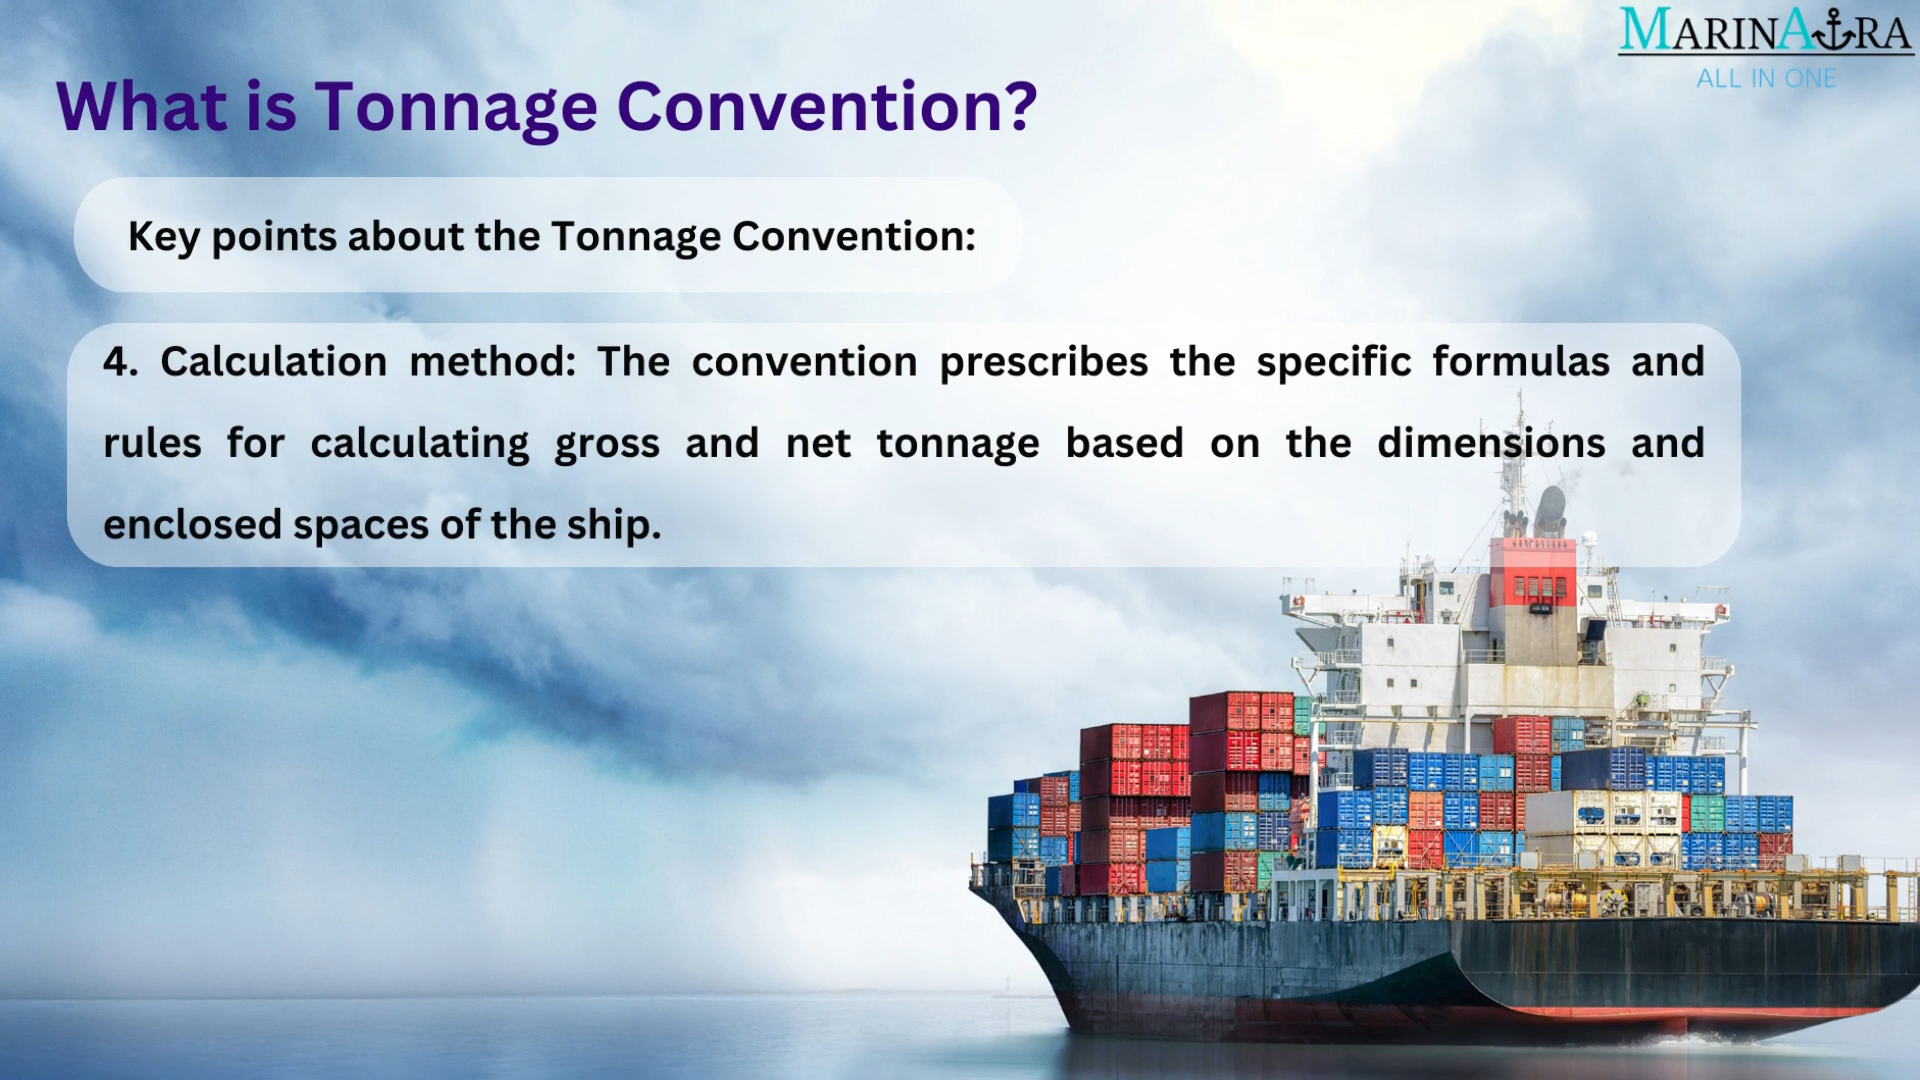 MARINA RA
ALL IN ONE
What is Tonnage Convention?
Key points about the Tonnage Convention:
4. Calculation method: The convention prescribes the specific formulas and
rules for calculating gross and net tonnage based on the dimensions and
enclosed spaces of the ship.